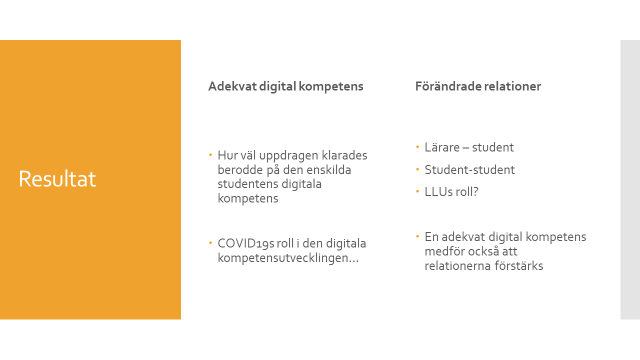 Resultat
Adekvat digital kompetens
Hur väl uppdragen klarades
berodde på den enskilda
studentens digitala
kompetens
COVID19s roll i den digitala
kompetensutvecklingen...
Förändrade relationer
Lärare – student
Student-student
LLUs roll?
En adekvat digital kompetens
medför också att
relationerna förstärks